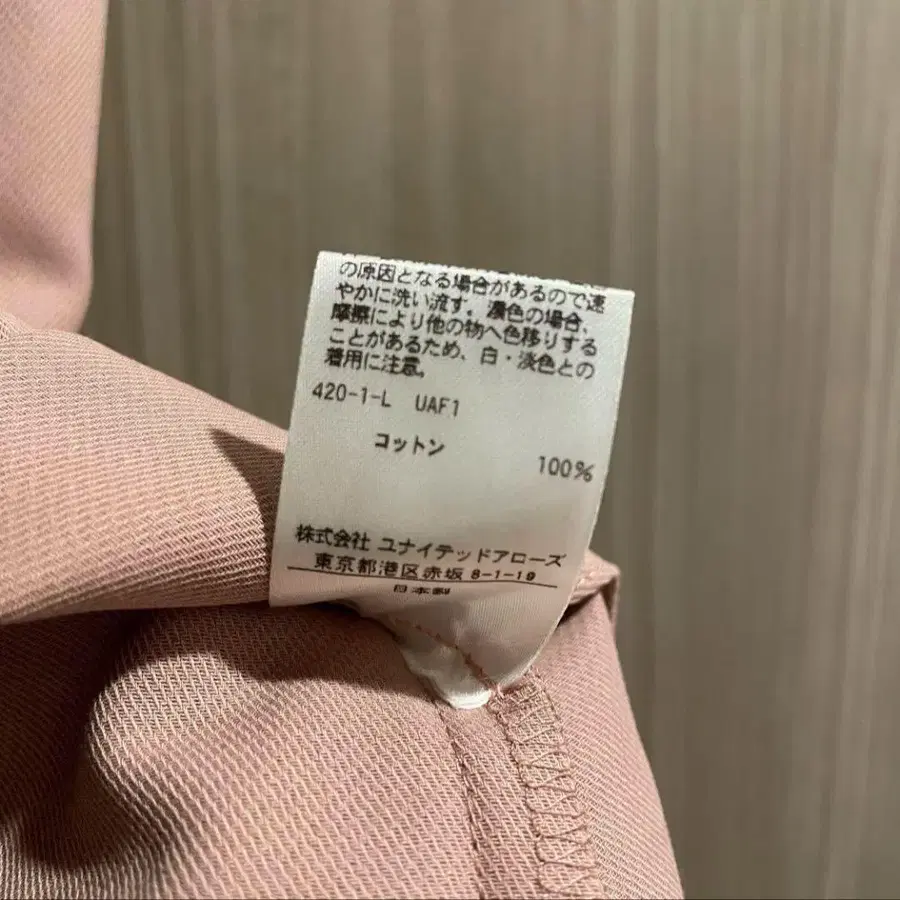 の原因となる場合があるので速
やかに洗い流す。濃色の場合、
摩擦により他の物へ色移りする
ことがあるため、白・淡色との
着用に注意。
420-1-L UAF1
コットン
100%
株式会社 ユナイテッドアローズ
東京都港区赤坂 8-1-19
日本製